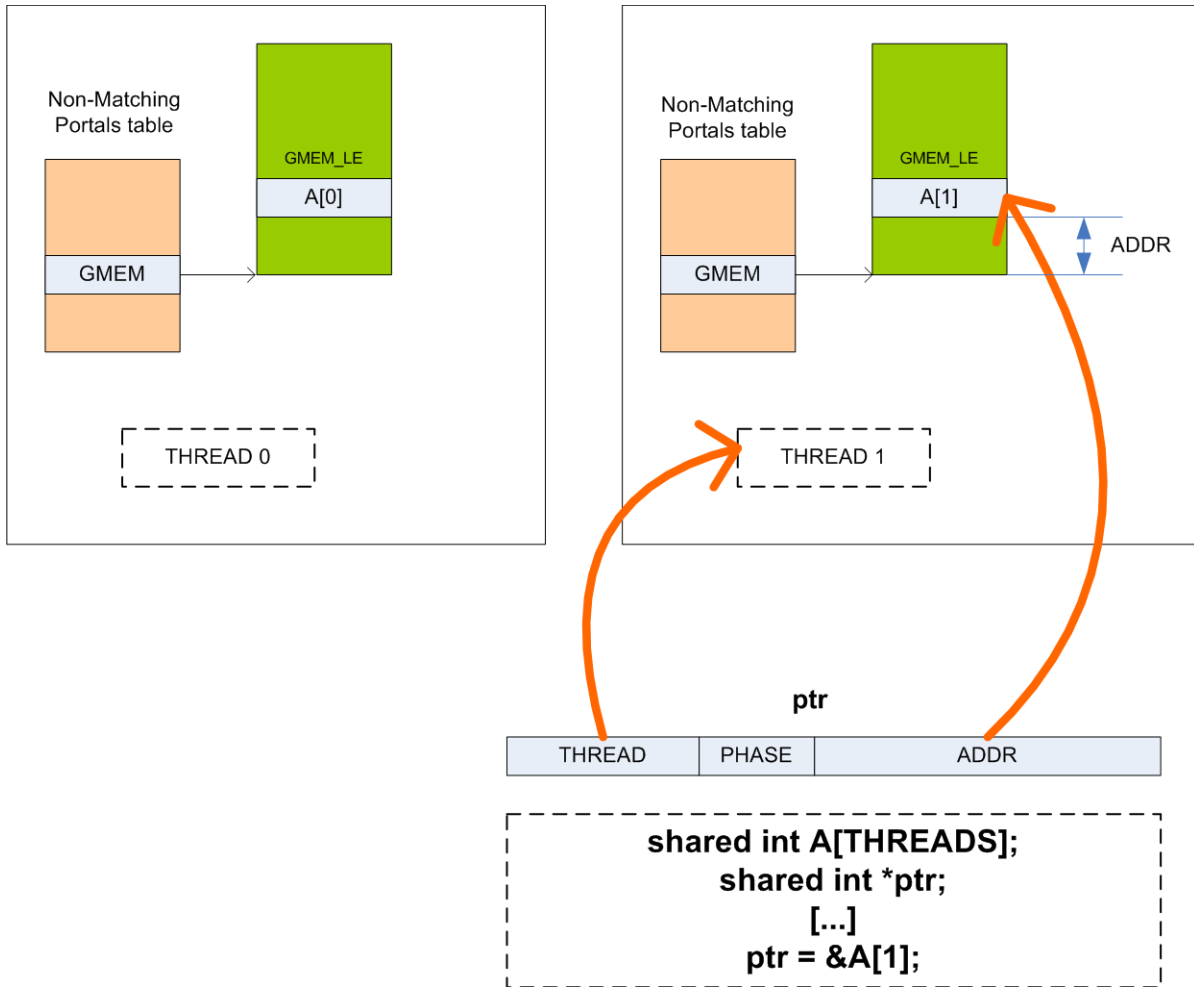 Non-Matching
Portals table
GMEM_LE
A[0]
GMEM
THREAD 0
Non-Matching
Portals table
GMEM_LE
A[1]
ADDR
GMEM
THREAD 1
ptr
THREAD PHASE ADDR
shared int A[THREADS];
shared int *ptr;
[...]
ptr = &A[1];